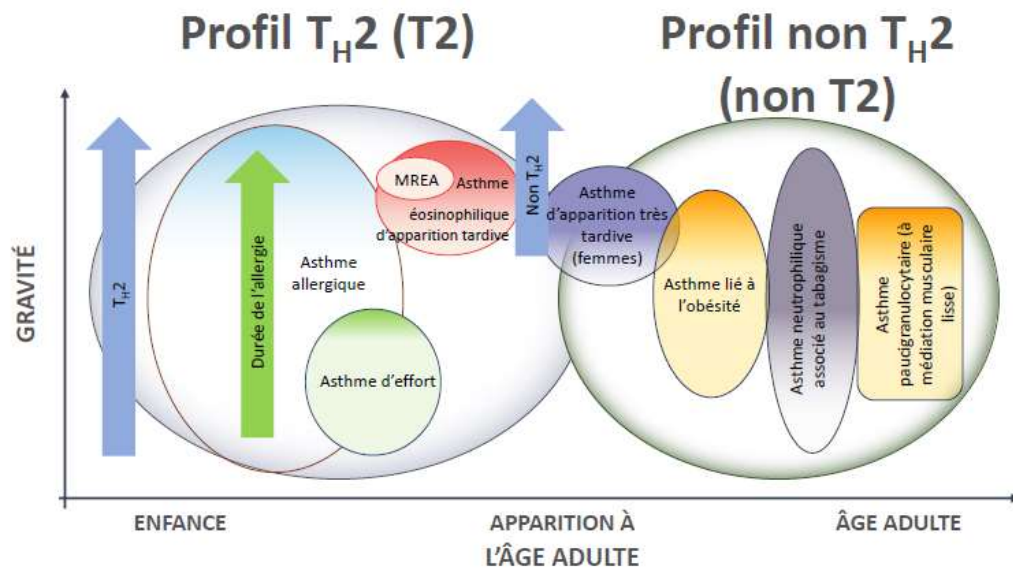 Profil TH2 (T2)
Profil non TH2
(non T2)
GRAVITÉ
TH2
Durée de l'allergie
Asthme
allergique
Asthme d'effort
MREA
Asthme
éosinophilique
d'apparition tardive
Non TH2
Asthme
d'apparition très
tardive
(femmes)
Asthme lié à
l'obésité
Asthme neutrophilique
associé au tabagisme
Asthme
paucigranulocytaire (à
médiation musculaire
lisse)
ENFANCE
APPARITION À
L'ÂGE ADULTE
ÂGE ADULTE